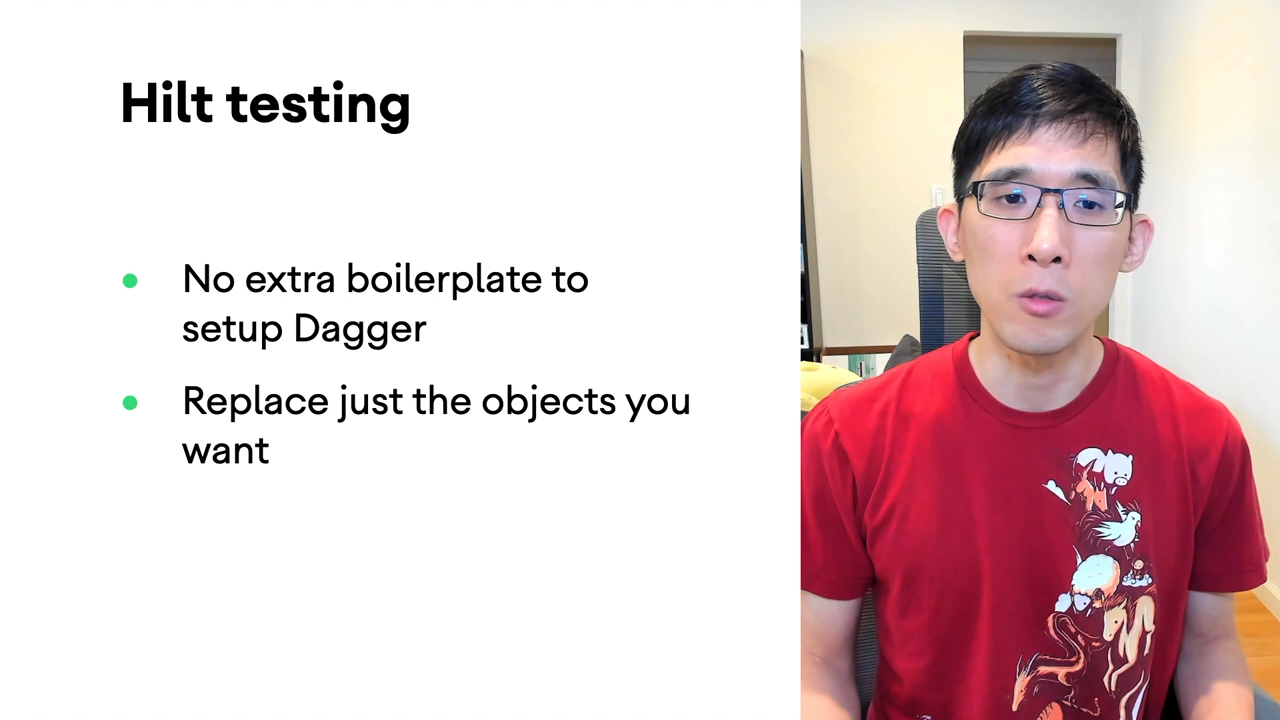 Hilt testing
No extra boilerplate to
setup Dagger
Replace just the objects you
want